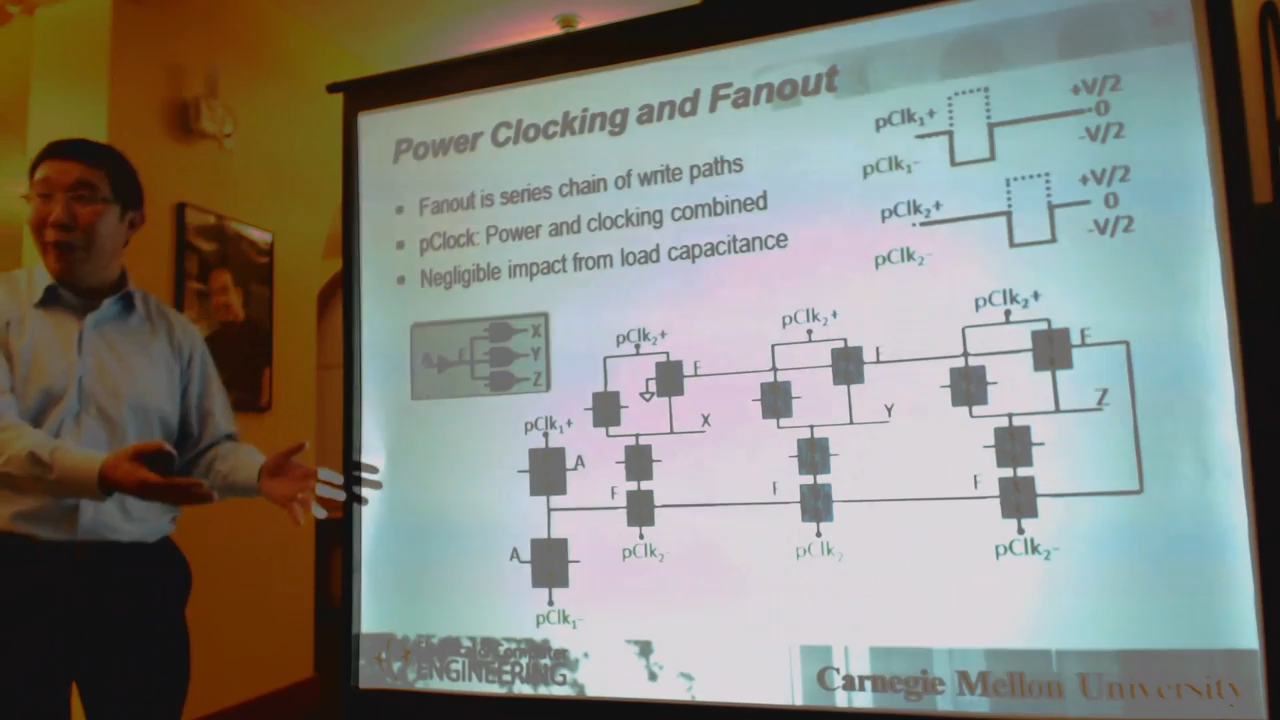 Power Clocking and Fanout
• Fanout is series chain of write paths
• pClock: Power and clocking combined
• Negligible impact from load capacitance
pClk₁+
+V/2
0
-V/2
pClk₁-
pClk₂+
+V/2
0
-V/2
pClk₂-
A F X
Y
Z
pClk₂+
pClk₂+
pClk₂+
F
F
F
X
Y
Z
pClk₁+
A
F
F
F
A
pClk₂-
pClk₂
pClk₂-
pClk₁-
Electrical & Computer
ENGINEERING
Carnegie Mellon University